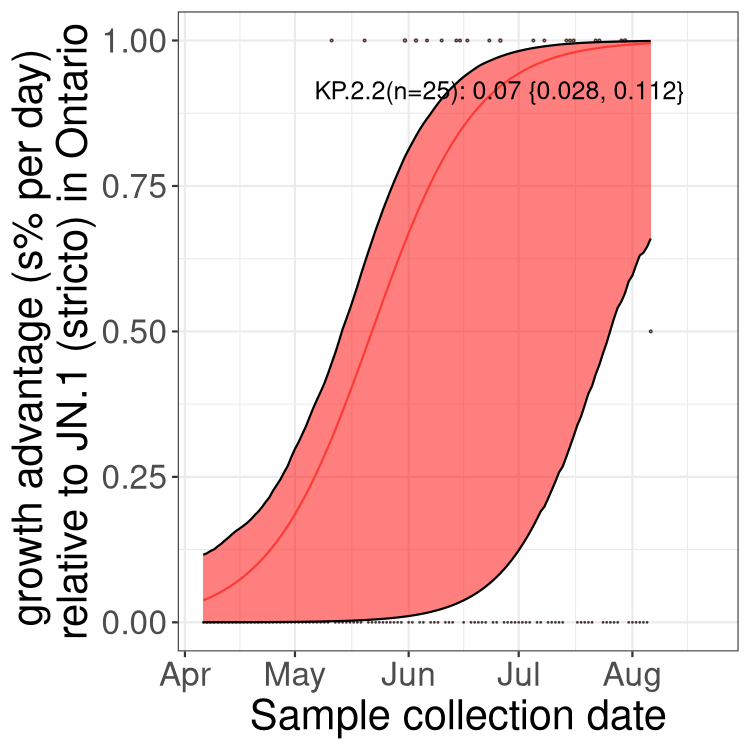 growth advantage (s% per day)
relative to JN.1 (stricto) in Ontario
1.00
0.75
0.50
0.25
0.00
KP.2.2(n=25): 0.07 {0.028, 0.112}
Apr May Jun Jul Aug
Sample collection date